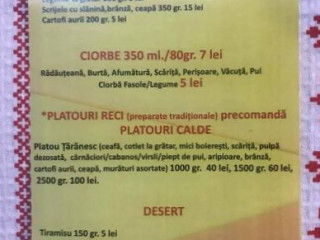 Scrijele cu slănină,brânză, ceapă 350 gr. 15 lei
Cartofi aurii 200 gr. 5 lei
CIORBE 350 ml./80gr. 7 lei
Rădăuțeană, Burtă, Afumătură, Scăriță, Perișoare, Văcuță, Pui
Ciorbă Fasole/Legume 5 lei
*PLATOURI RECI (preparate tradiționale) precomandă
PLATOURI CALDE
Platou Țărănesc (ceafă, cotlet la grătar, mici boierești, scăriță, pulpă
dezosată, cârnăciori/cabanos/virsli/piept de pui, aripioare, brânză,
cartofi aurii, ceapă, murături asortate) 1000 gr. 40 lei, 1500 gr. 60 lei,
2500 gr. 100 lei.
DESERT
Tiramisu 150 gr. 5 lei